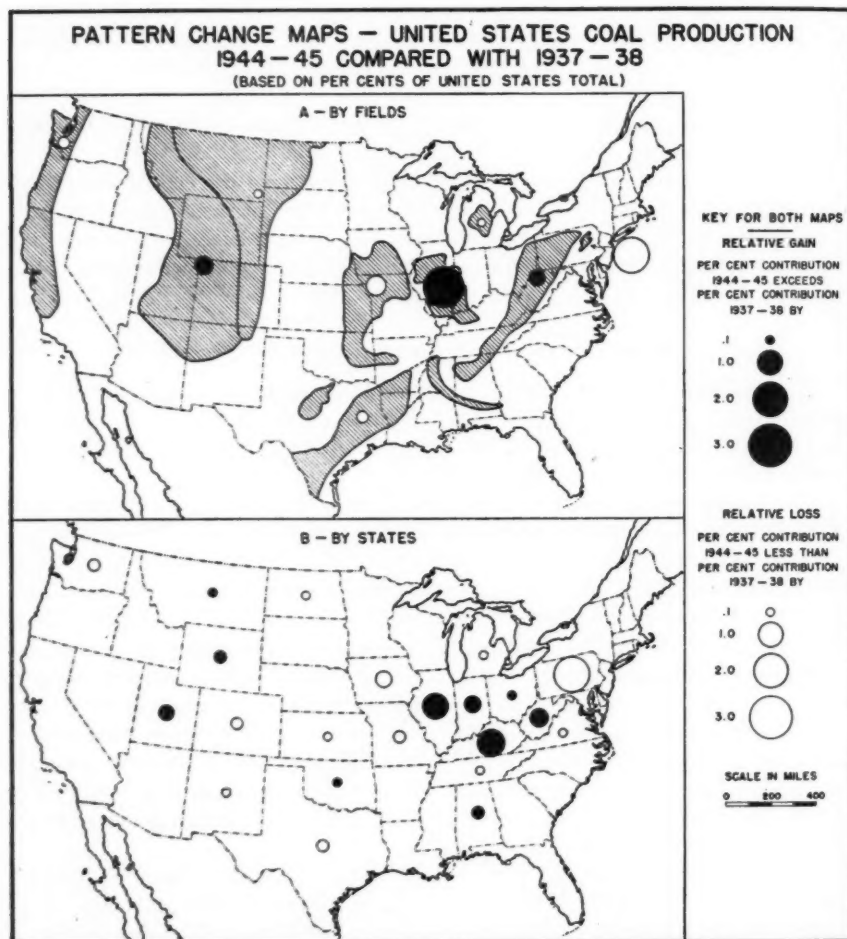 PATTERN CHANGE MAPS — UNITED STATES COAL PRODUCTION
1944—45 COMPARED WITH 1937—38
(BASED ON PER CENTS OF UNITED STATES TOTAL)
A — BY FIELDS
KEY FOR BOTH MAPS
RELATIVE GAIN
PER CENT CONTRIBUTION
1944—45 EXCEEDS
PER CENT CONTRIBUTION
1937—38 BY
.1
1.0
2.0
3.0
B — BY STATES
RELATIVE LOSS
PER CENT CONTRIBUTION
1944—45 LESS THAN
PER CENT CONTRIBUTION
1937—38 BY
.1
1.0
2.0
3.0
SCALE IN MILES
0 200 400